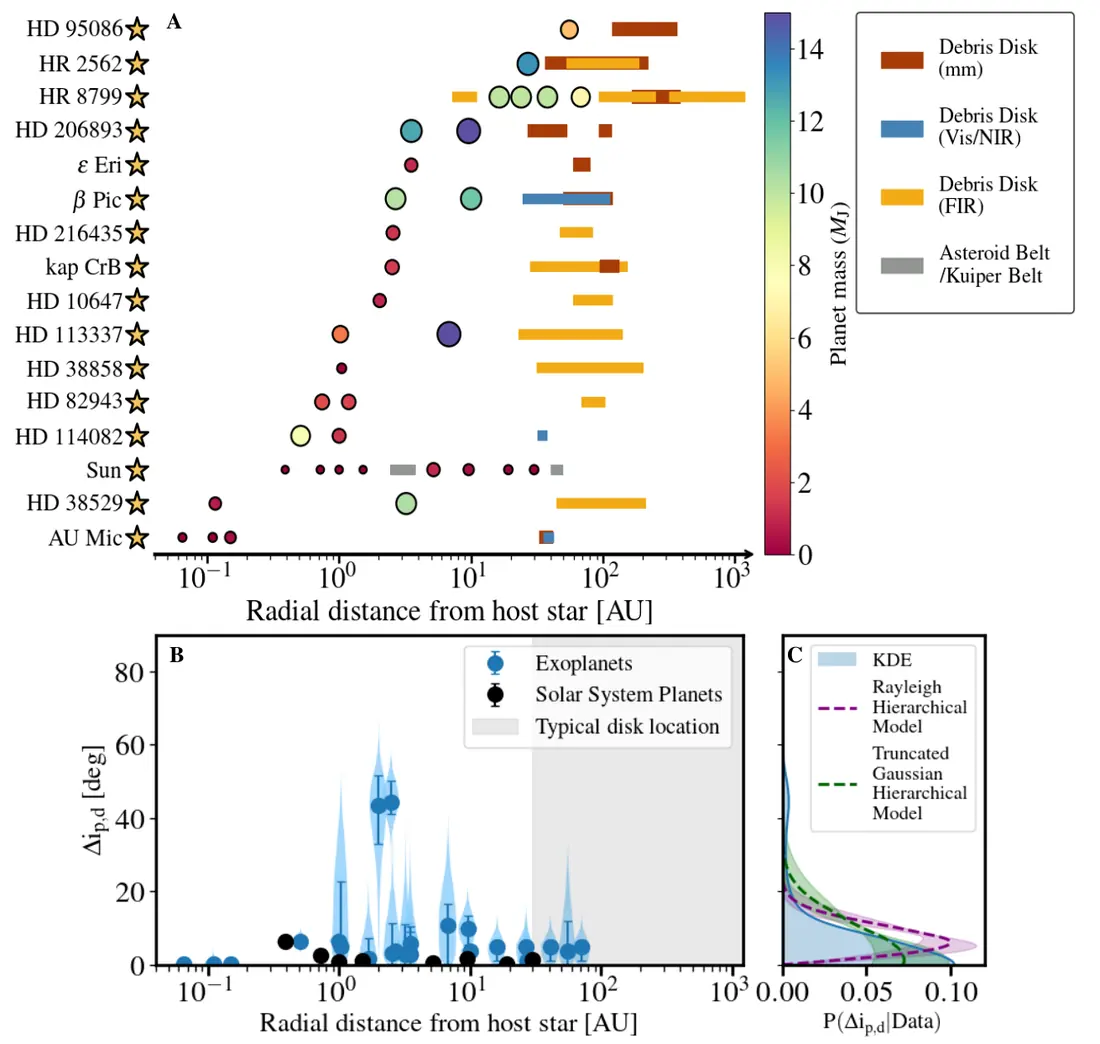 A
HD 95086
HR 2562
HR 8799
HD 206893
ε Eri
β Pic
HD 216435
kap CrB
HD 10647
HD 113337
HD 38858
HD 82943
HD 114082
Sun
HD 38529
AU Mic
10⁻¹ 10⁰ 10¹ 10² 10³
Radial distance from host star [AU]
14
12
10
8
6
4
2
0
Planet mass (M_J)
Debris Disk
(mm)
Debris Disk
(Vis/NIR)
Debris Disk
(FIR)
Asteroid Belt
/Kuiper Belt
B
Exoplanets
Solar System Planets
Typical disk location
80
60
40
20
0
Δi_p,d [deg]
10⁻¹ 10⁰ 10¹ 10² 10³
Radial distance from host star [AU]
C
KDE
Rayleigh
Hierarchical
Model
Truncated
Gaussian
Hierarchical
Model
0.00 0.05 0.10
P(Δi_p,d|Data)